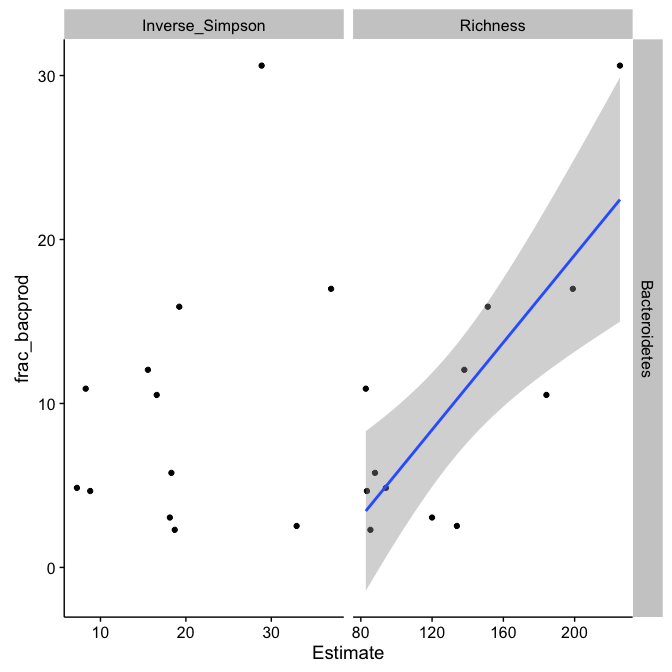 Inverse_Simpson
Richness
Bacteroidetes
frac_bacprod
30
20
10
0
10
20
30
80
120
160
200
Estimate